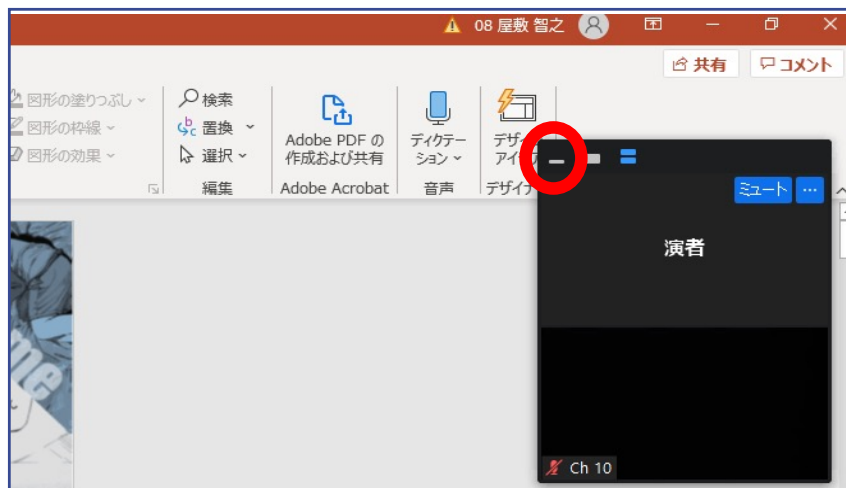 08 屋敷 智之
共有
コメント
図形の塗りつぶし
図形の枠線
図形の効果
検索
置換
選択
編集
Adobe PDF の
作成および共有
Adobe Acrobat
ディクテー
ション
音声
デザ
アイ
デザイナ
ミュート
演者
Ch 10
me